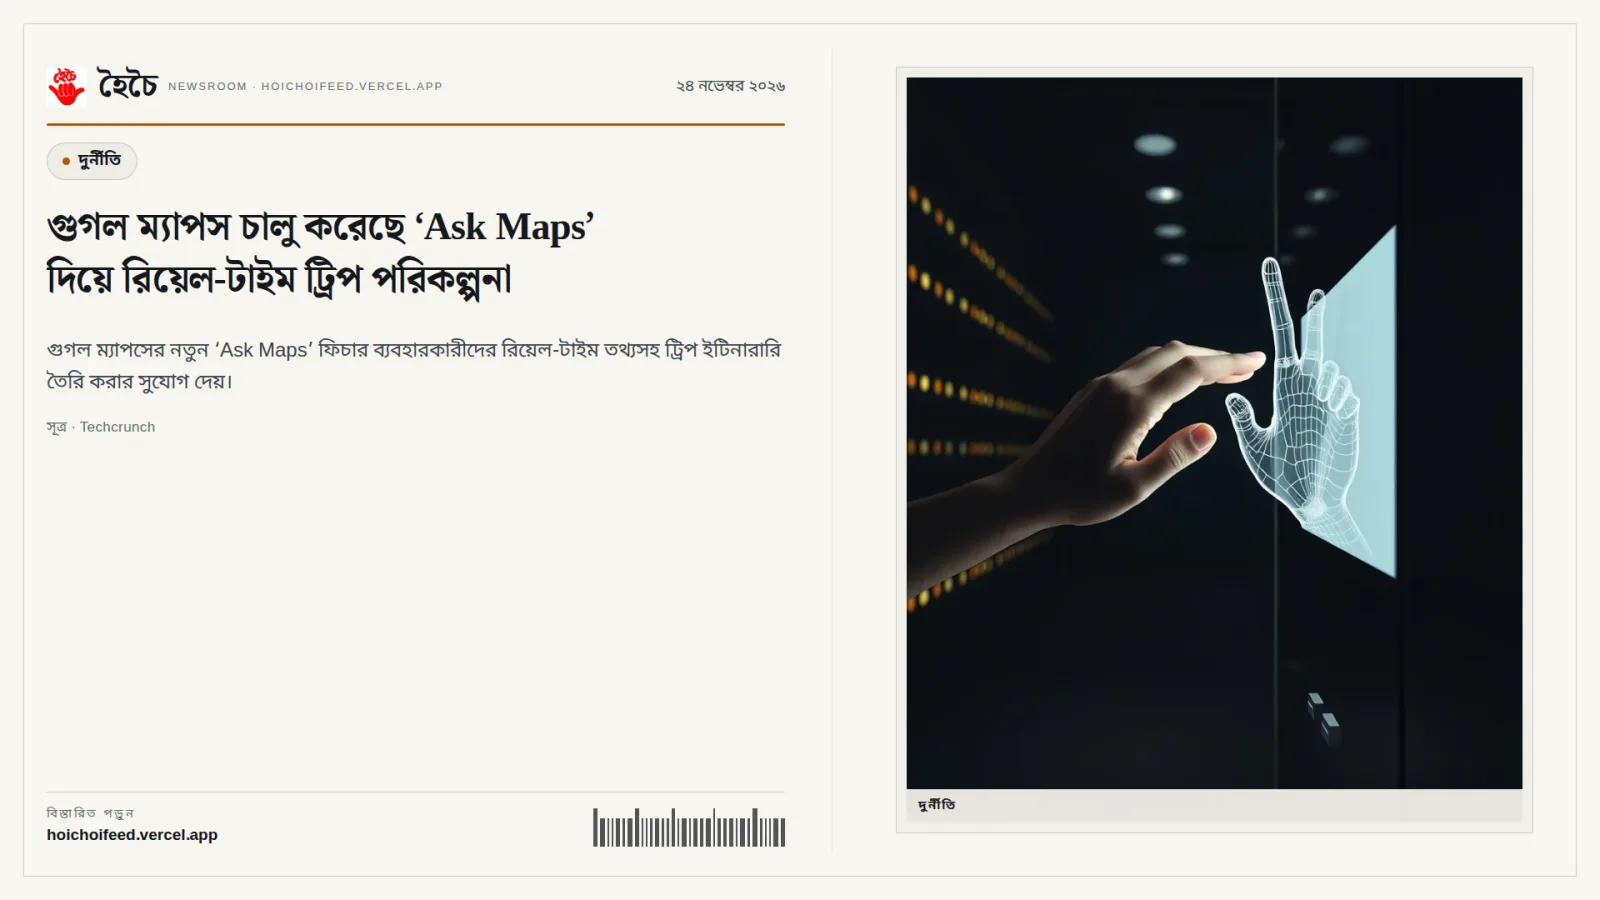 হৈচৈ
হৈচৈ NEWSROOM · HOICHOIFEED.VERCEL.APP
২৪ নভেম্বর ২০২৬
দুর্নীতি
গুগল ম্যাপস চালু করেছে ‘Ask Maps’
দিয়ে রিয়েল-টাইম ট্রিপ পরিকল্পনা
গুগল ম্যাপসের নতুন ‘Ask Maps’ ফিচার ব্যবহারকারীদের রিয়েল-টাইম তথ্যসহ ট্রিপ ইটিনারারি
তৈরি করার সুযোগ দেয়।
সূত্র · Techcrunch
বিস্তারিত পড়ুন
hoichoifeed.vercel.app
দুর্নীতি